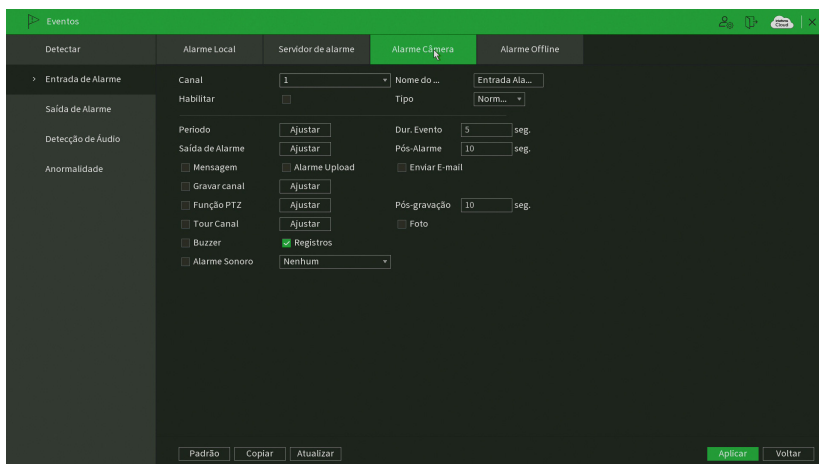 Eventos
Detectar
Alarme Local Servidor de alarme Alarme Câmera Alarme Offline
Entrada de Alarme
Saída de Alarme
Detecção de Áudio
Anormalidade
Canal 1 Nome do ... Entrada Ala...
Habilitar Tipo Norm...
Periodo Ajustar Dur. Evento 5 seg.
Saída de Alarme Ajustar Pós-Alarme 10 seg.
Mensagem Alarme Upload Enviar E-mail
Gravar canal Ajustar
Função PTZ Ajustar Pós-gravação 10 seg.
Tour Canal Ajustar Foto
Buzzer Registros
Alarme Sonoro Nenhum
Padrão Copiar Atualizar Aplicar Voltar